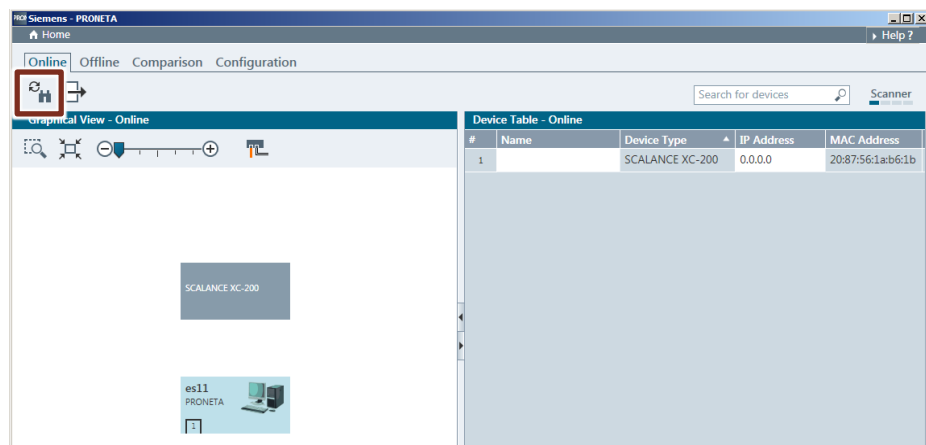 PRO Siemens - PRONETA
Home
Help ?
Online Offline Comparison Configuration
Search for devices
Scanner
Graphical View - Online
Device Table - Online
# Name Device Type IP Address MAC Address
1 SCALANCE XC-200 0.0.0.0 20:87:56:1a:b6:1b
SCALANCE XC-200
es11
PRONETA
1